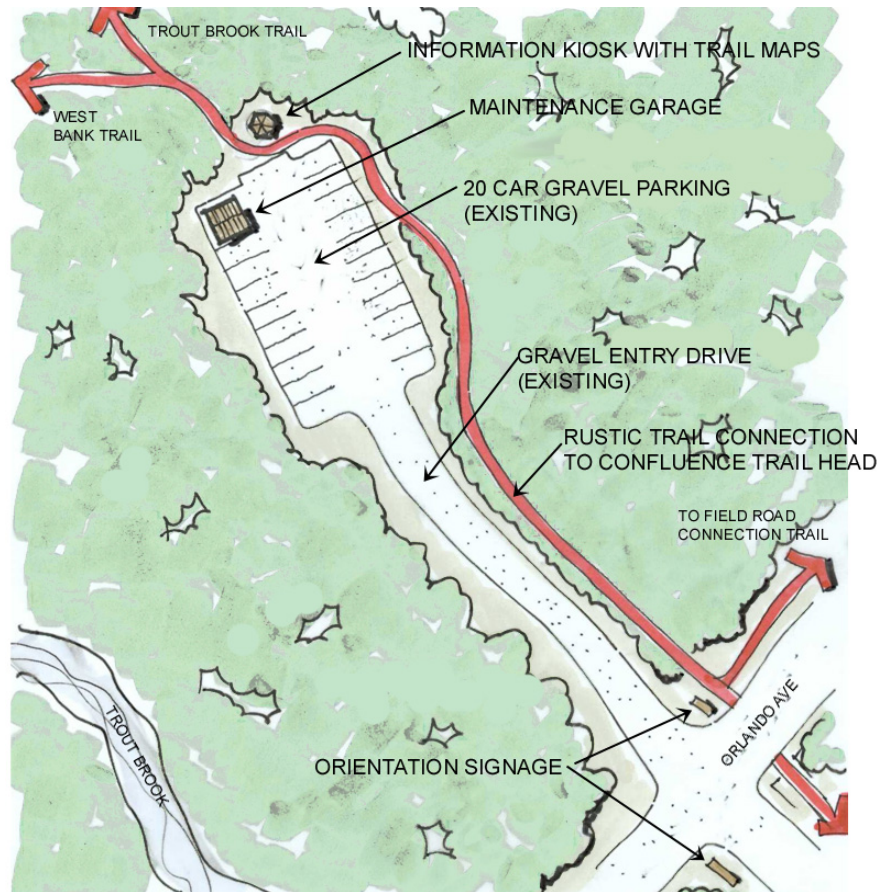 TROUT BROOK TRAIL
INFORMATION KIOSK WITH TRAIL MAPS
WEST
BANK TRAIL
MAINTENANCE GARAGE
20 CAR GRAVEL PARKING
(EXISTING)
GRAVEL ENTRY DRIVE
(EXISTING)
RUSTIC TRAIL CONNECTION
TO CONFLUENCE TRAIL HEAD
TO FIELD ROAD
CONNECTION TRAIL
TROUT BROOK
ORLANDO AVE
ORIENTATION SIGNAGE